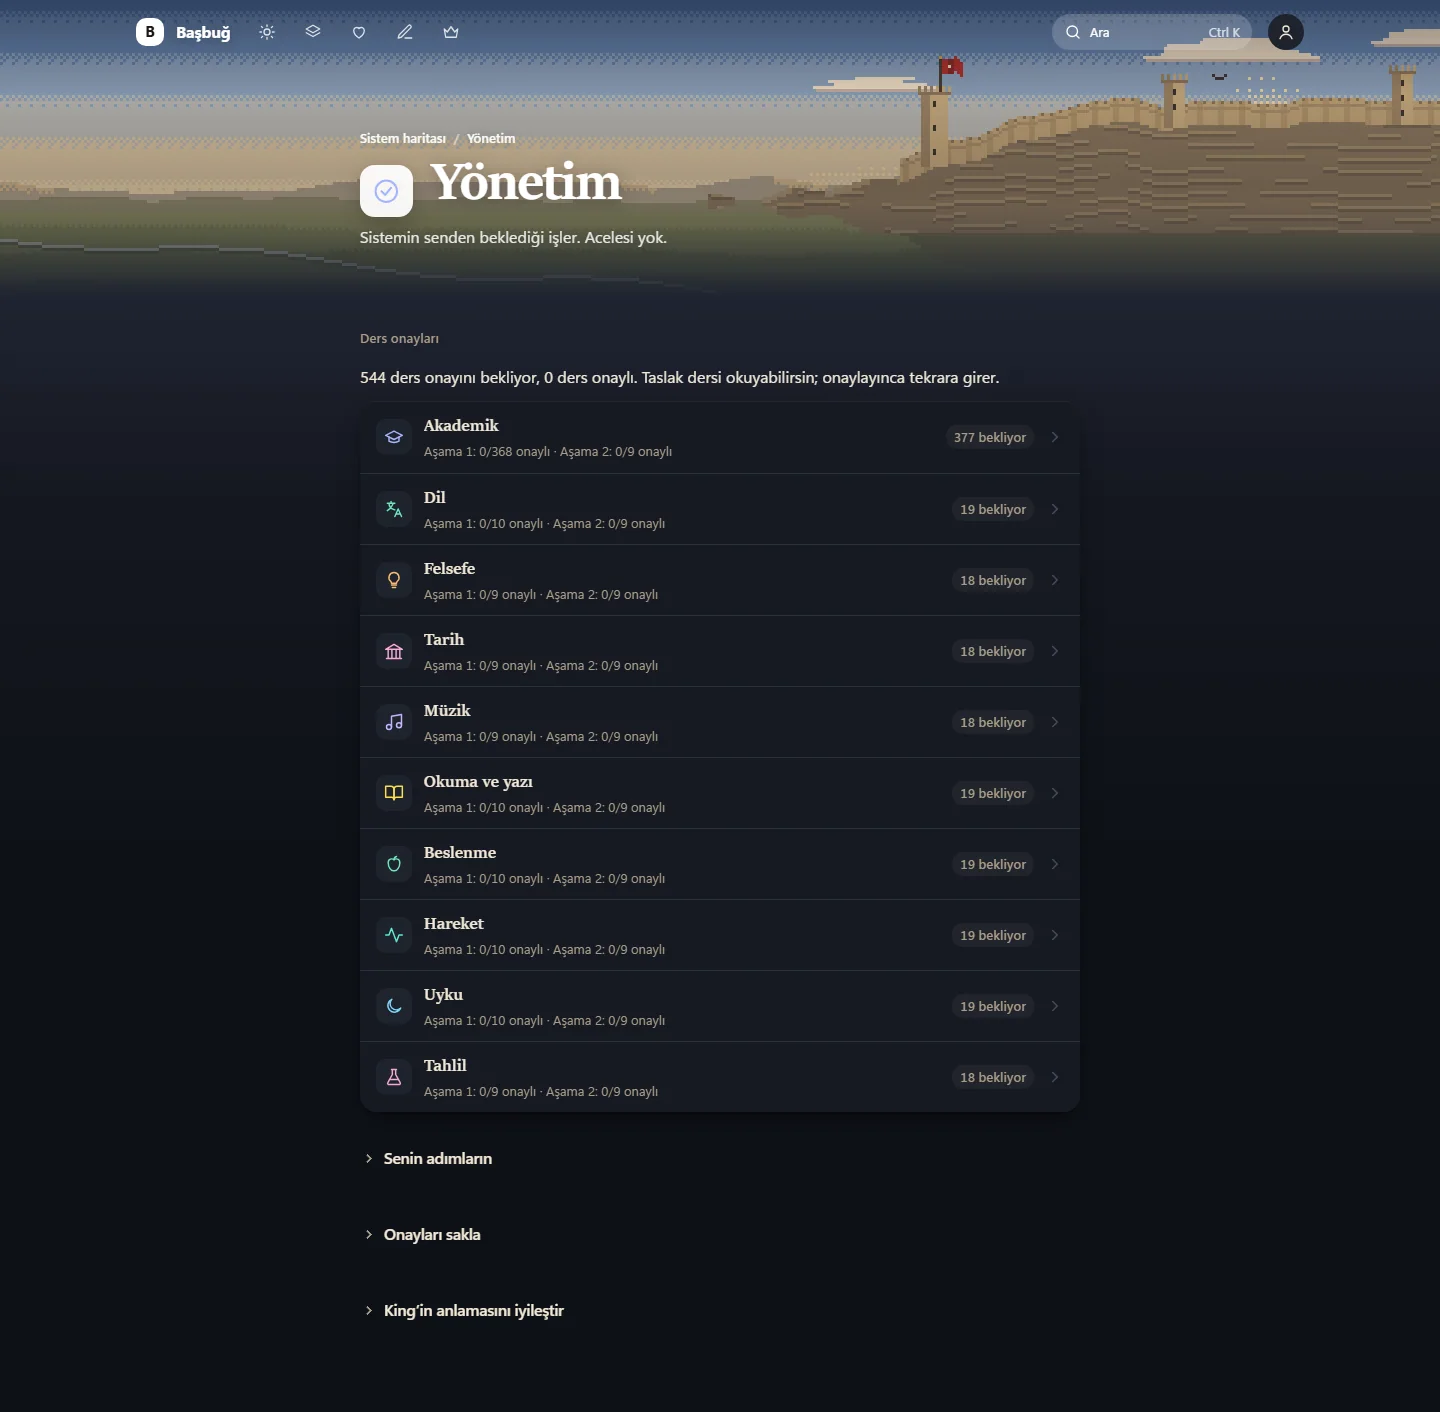 B Başbuğ Ara Ctrl K
Sistem haritası / Yönetim
Yönetim
Sistemin senden beklediği işler. Acelesi yok.
Ders onayları
544 ders onayını bekliyor, 0 ders onaylı. Taslak dersi okuyabilirsin; onaylayınca tekrara girer.
Akademik
Aşama 1: 0/368 onaylı · Aşama 2: 0/9 onaylı
377 bekliyor
Dil
Aşama 1: 0/10 onaylı · Aşama 2: 0/9 onaylı
19 bekliyor
Felsefe
Aşama 1: 0/9 onaylı · Aşama 2: 0/9 onaylı
18 bekliyor
Tarih
Aşama 1: 0/9 onaylı · Aşama 2: 0/9 onaylı
18 bekliyor
Müzik
Aşama 1: 0/9 onaylı · Aşama 2: 0/9 onaylı
18 bekliyor
Okuma ve yazı
Aşama 1: 0/10 onaylı · Aşama 2: 0/9 onaylı
19 bekliyor
Beslenme
Aşama 1: 0/10 onaylı · Aşama 2: 0/9 onaylı
19 bekliyor
Hareket
Aşama 1: 0/10 onaylı · Aşama 2: 0/9 onaylı
19 bekliyor
Uyku
Aşama 1: 0/10 onaylı · Aşama 2: 0/9 onaylı
19 bekliyor
Tahlil
Aşama 1: 0/9 onaylı · Aşama 2: 0/9 onaylı
18 bekliyor
Senin adımların
Onayları sakla
King’in anlamasını iyileştir